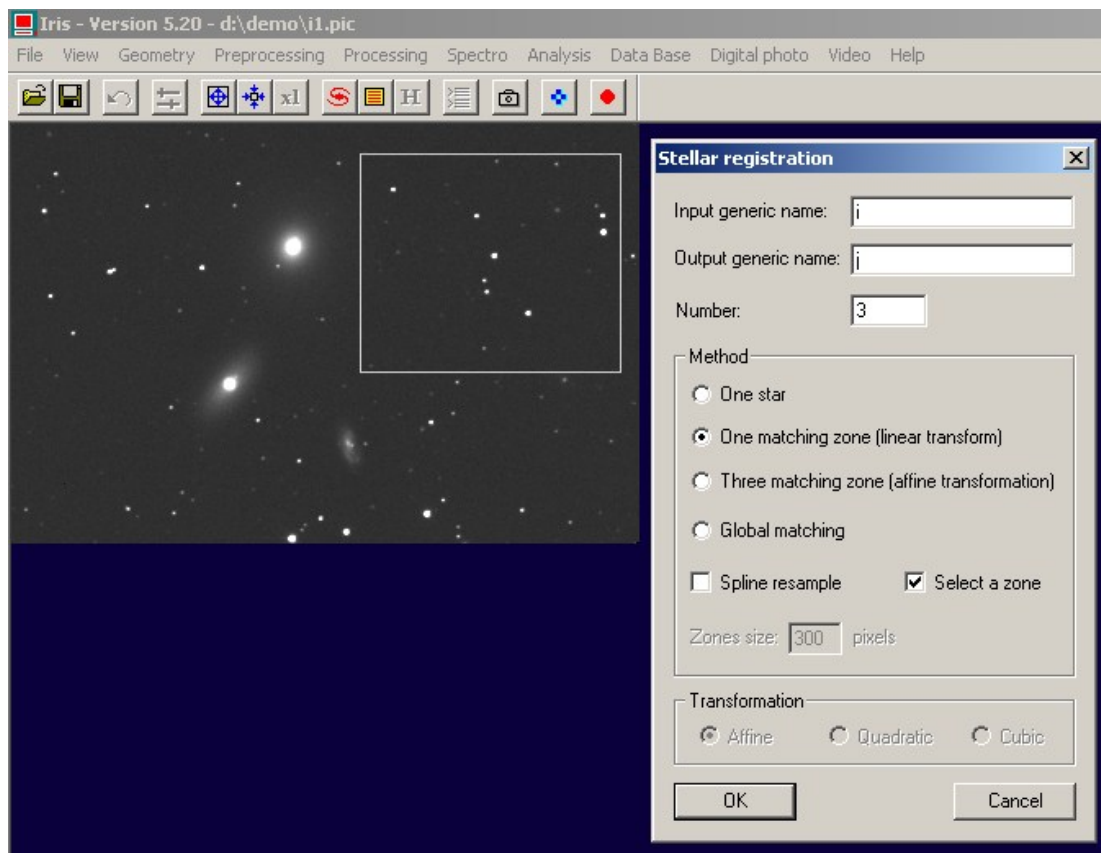 Iris - Version 5.20 - d:\demo\i1.pic
File View Geometry Preprocessing Processing Spectro Analysis Data Base Digital photo Video Help
x1 H
Stellar registration
Input generic name: i
Output generic name: j
Number: 3
Method
One star
One matching zone (linear transform)
Three matching zone (affine transformation)
Global matching
Spline resample Select a zone
Zones size: 300 pixels
Transformation
Affine Quadratic Cubic
OK Cancel